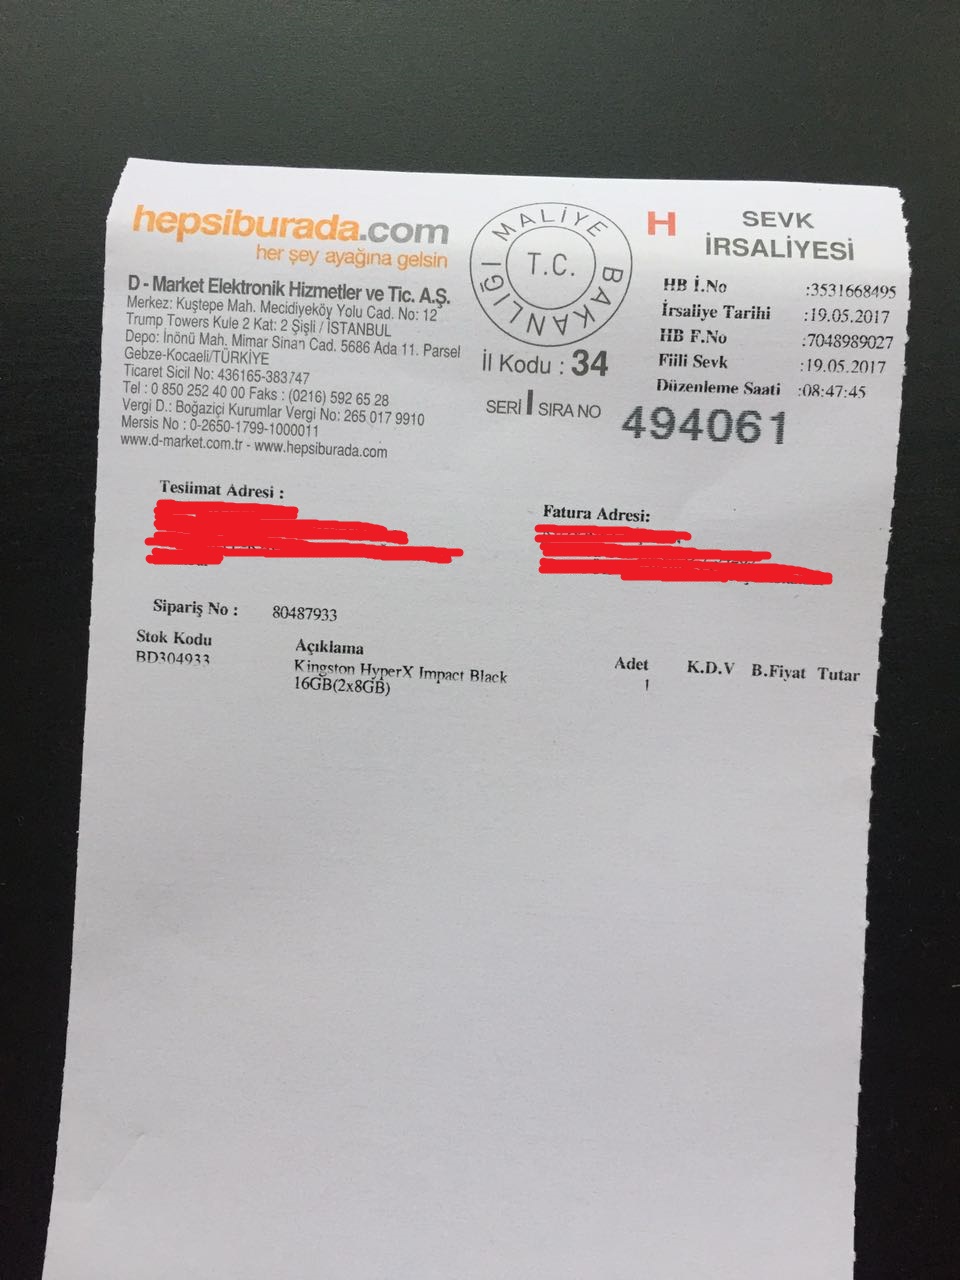 hepsiburada.com
her şey ayağına gelsin
D - Market Elektronik Hizmetler ve Tic. A.Ş.
Merkez: Kuştepe Mah. Mecidiyeköy Yolu Cad. No: 12
Trump Towers Kule 2 Kat: 2 Şişli / İSTANBUL
Depo: İnönü Mah. Mimar Sinan Cad. 5686 Ada 11. Parsel
Gebze-Kocaeli/TÜRKİYE
Ticaret Sicil No: 436165-383747
Tel : 0 850 252 40 00 Faks : (0216) 592 65 28
Vergi D.: Boğaziçi Kurumlar Vergi No: 265 017 9910
Mersis No : 0-2650-1799-1000011
www.d-market.com.tr - www.hepsiburada.com
MALİYE BAKANLIĞI
T.C.
İl Kodu : 34
SERİ I SIRA NO 494061
H
SEVK
İRSALİYESİ
HB İ.No :3531668495
İrsaliye Tarihi :19.05.2017
HB F.No :7048989027
Fiili Sevk :19.05.2017
Düzenleme Saati :08:47:45
Teslimat Adresi :
Fatura Adresi:
Sipariş No : 80487933
Stok Kodu Açıklama Adet K.D.V B.Fiyat Tutar
BD304933 Kingston HyperX Impact Black 1
16GB(2x8GB)